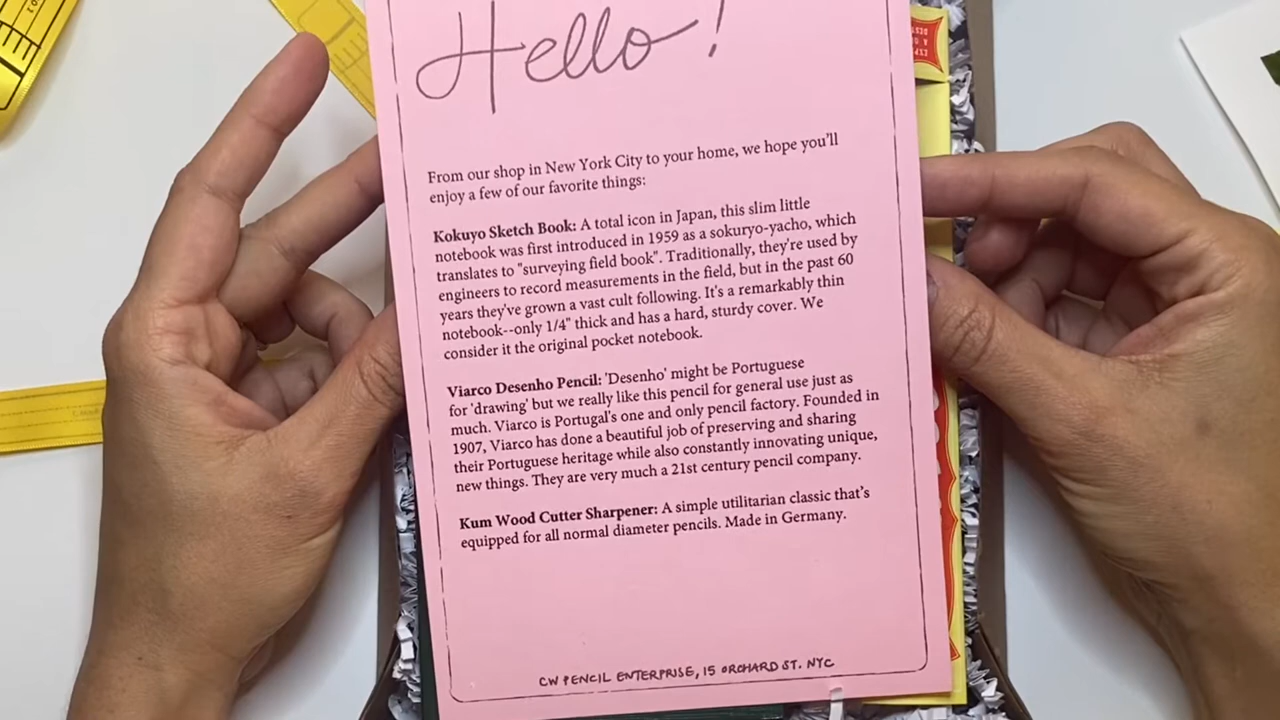 Hello!
From our shop in New York City to your home, we hope you'll
enjoy a few of our favorite things:
Kokuyo Sketch Book: A total icon in Japan, this slim little
notebook was first introduced in 1959 as a sokuryo-yacho, which
translates to "surveying field book". Traditionally, they're used by
engineers to record measurements in the field, but in the past 60
years they've grown a vast cult following. It's a remarkably thin
notebook--only 1/4" thick and has a hard, sturdy cover. We
consider it the original pocket notebook.
Viarco Desenho Pencil: 'Desenho' might be Portuguese
for 'drawing' but we really like this pencil for general use just as
much. Viarco is Portugal's one and only pencil factory. Founded in
1907, Viarco has done a beautiful job of preserving and sharing
their Portuguese heritage while also constantly innovating unique,
new things. They are very much a 21st century pencil company.
Kum Wood Cutter Sharpener: A simple utilitarian classic that's
equipped for all normal diameter pencils. Made in Germany.
CW PENCIL ENTERPRISE, 15 ORCHARD ST. NYC